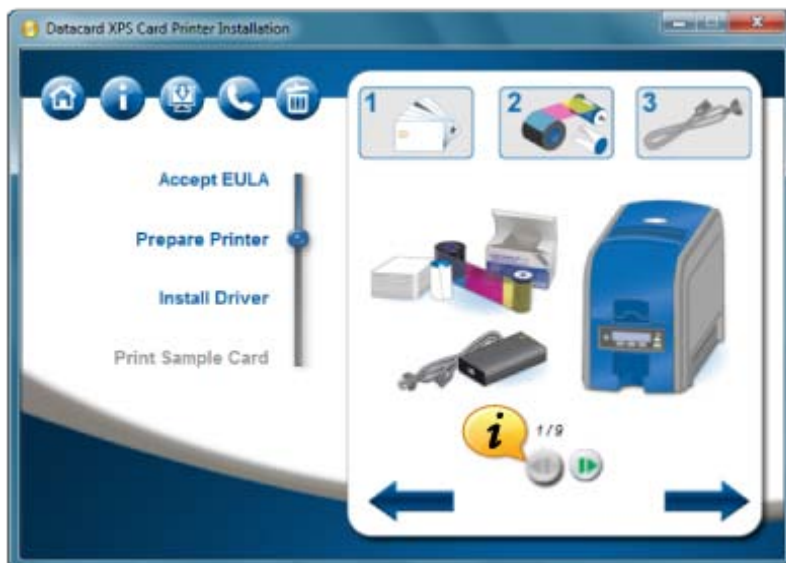 Datacard XPS Card Printer Installation
1
2
3
Accept EULA
Prepare Printer
Install Driver
Print Sample Card
i
1 / 9